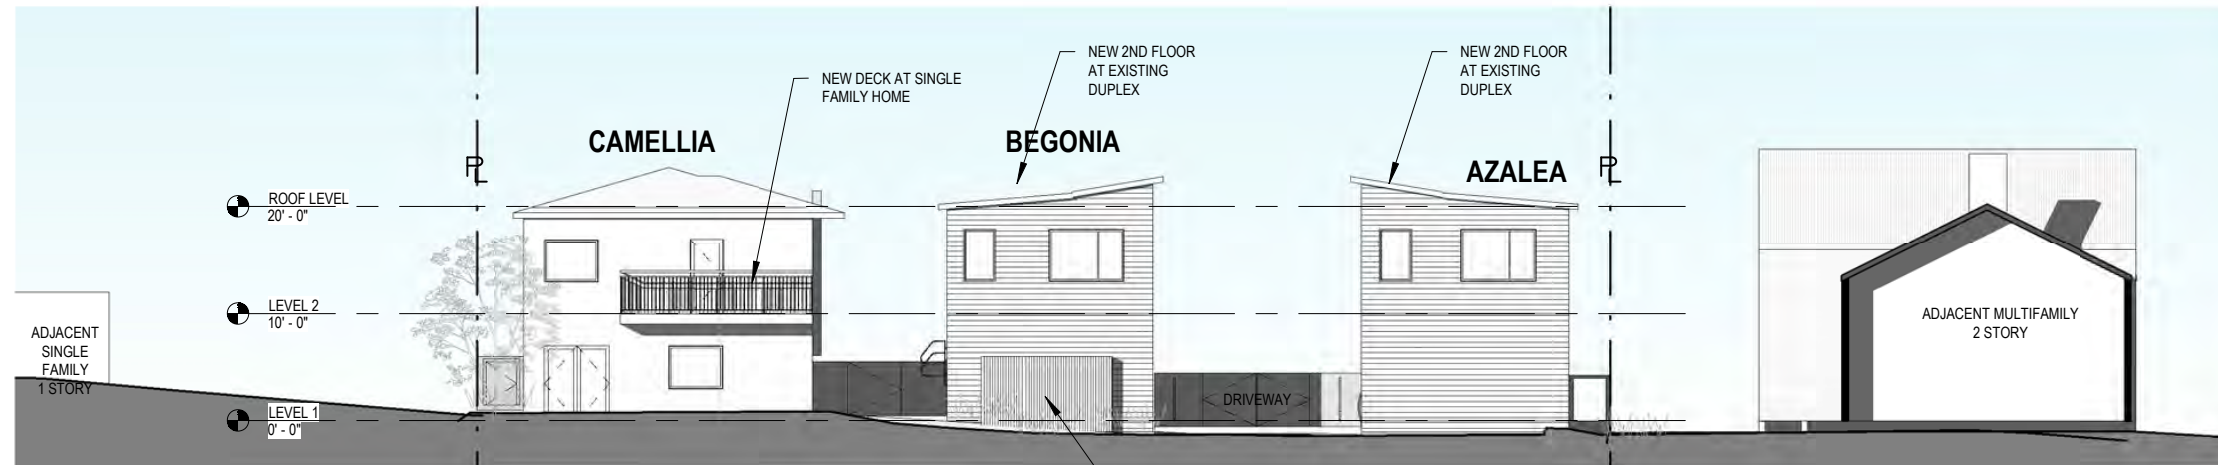 NEW 2ND FLOOR
AT EXISTING
DUPLEX
NEW 2ND FLOOR
AT EXISTING
DUPLEX
NEW DECK AT SINGLE
FAMILY HOME
CAMELLIA
BEGONIA
AZALEA
PL
PL
ROOF LEVEL
20' - 0"
LEVEL 2
10' - 0"
ADJACENT
SINGLE
FAMILY
1 STORY
ADJACENT MULTIFAMILY
2 STORY
DRIVEWAY
LEVEL 1
0' - 0"